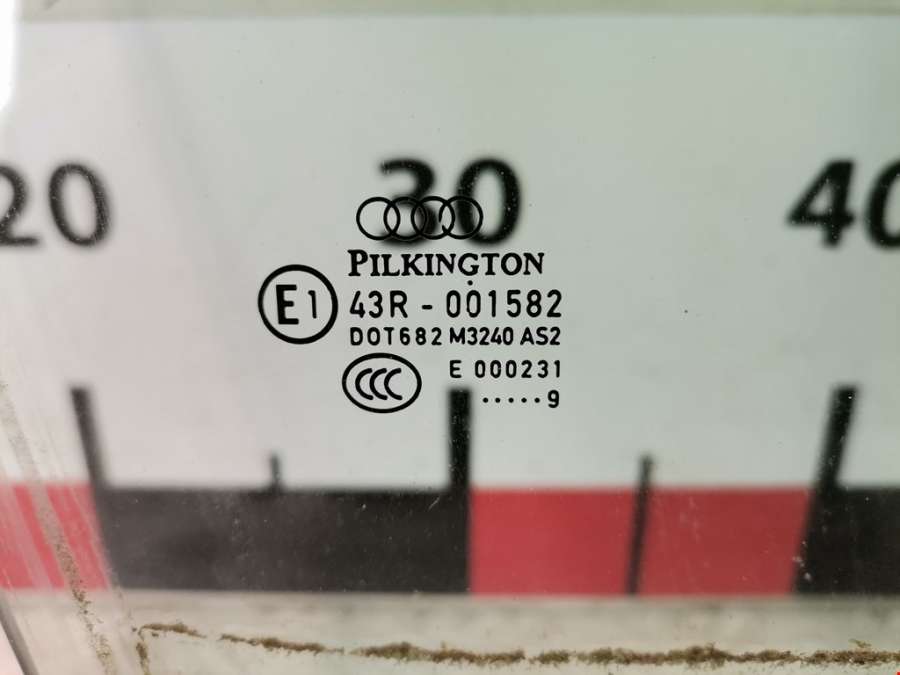 20 30 40
PILKINGTON
E1 43R - 001582
DOT682 M3240 AS2
CCC E 000231
.....9